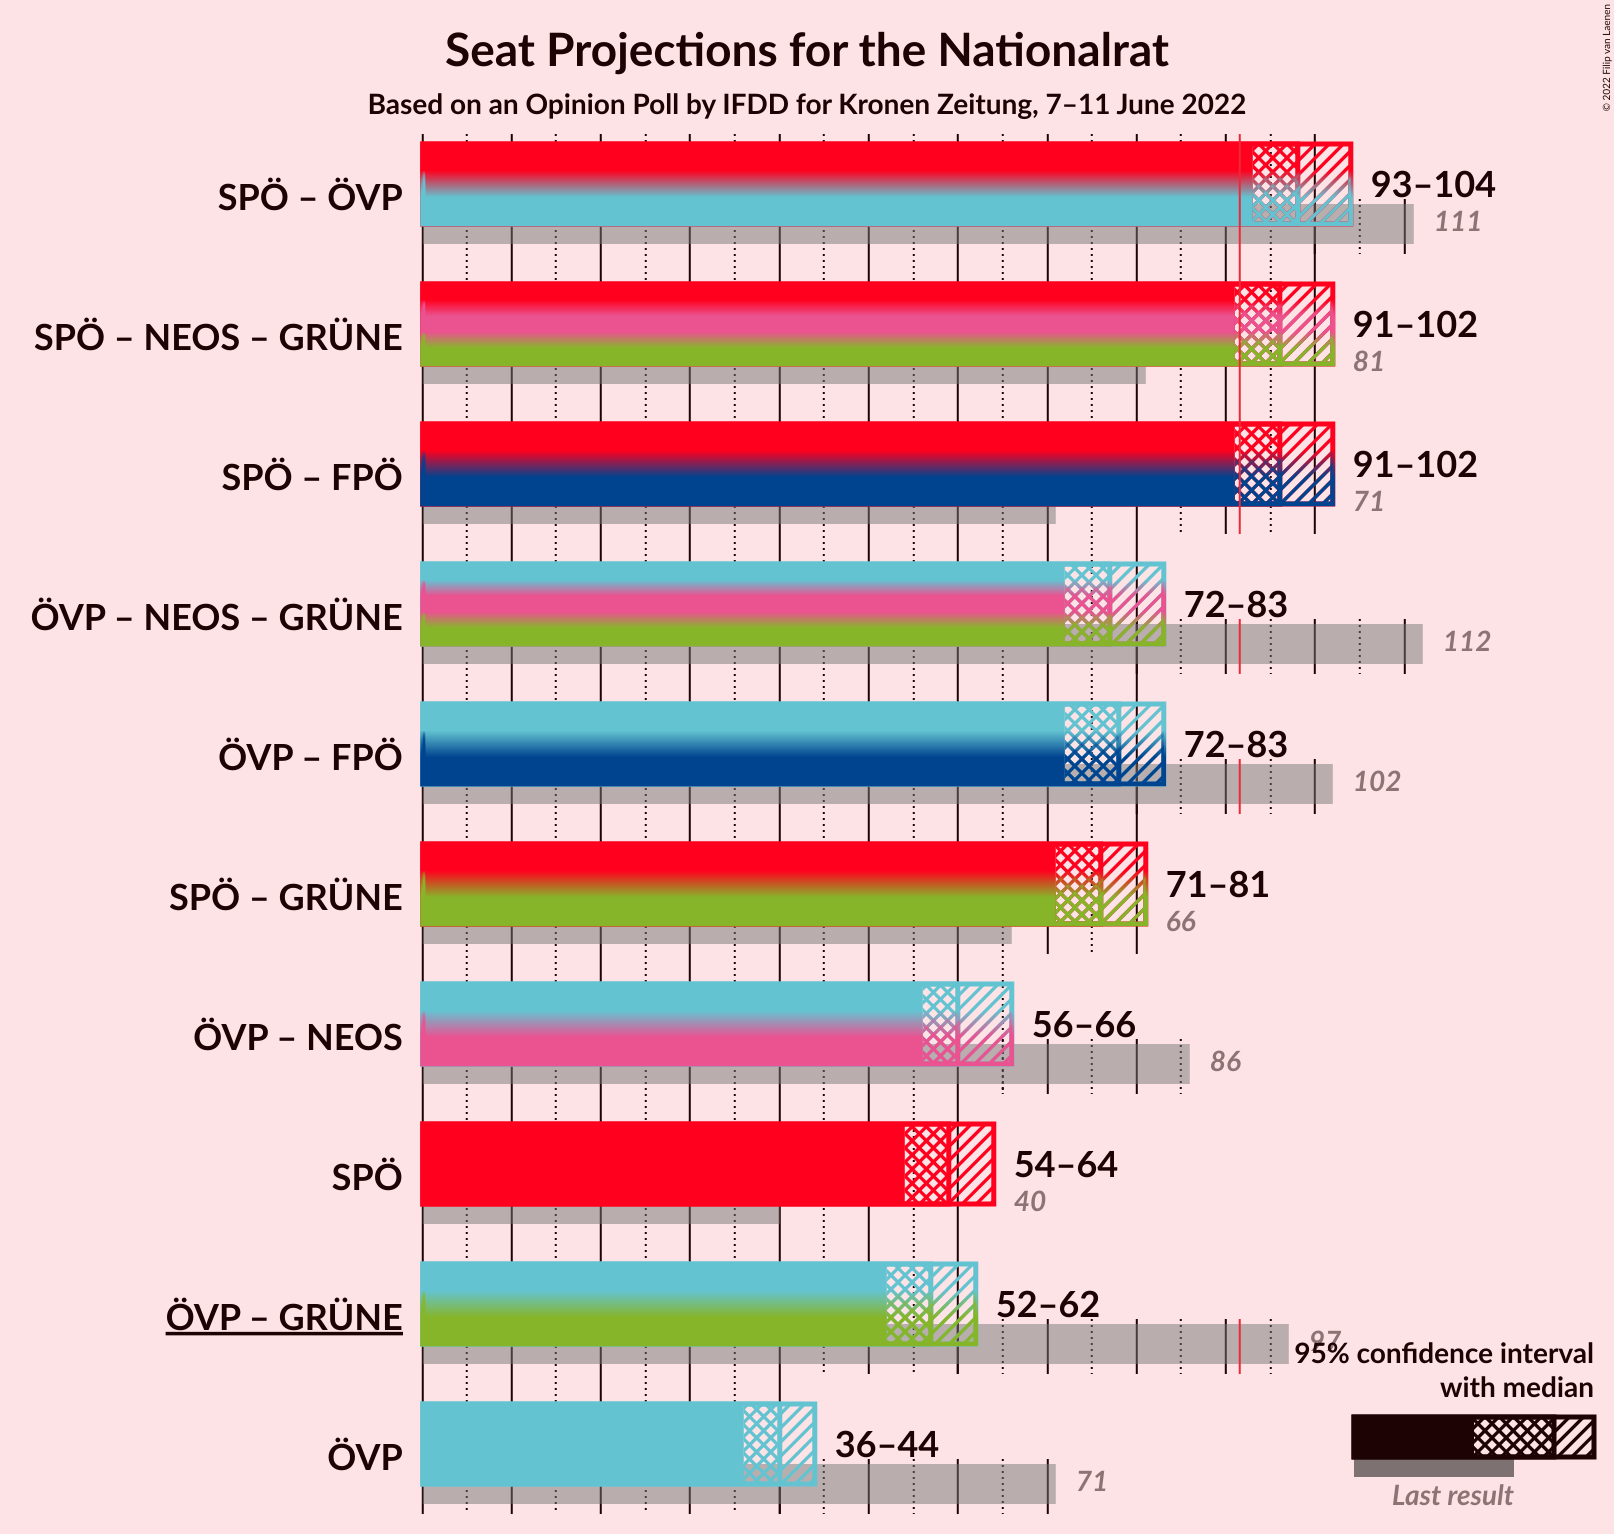 Seat Projections for the Nationalrat
Based on an Opinion Poll by IFDD for Kronen Zeitung, 7–11 June 2022
© 2022 Filip van Laenen
SPÖ – ÖVP
93–104
111
SPÖ – NEOS – GRÜNE
91–102
81
SPÖ – FPÖ
91–102
71
ÖVP – NEOS – GRÜNE
72–83
112
ÖVP – FPÖ
72–83
102
SPÖ – GRÜNE
71–81
66
ÖVP – NEOS
56–66
86
SPÖ
54–64
40
ÖVP – GRÜNE
52–62
97
ÖVP
36–44
71
95% confidence interval
with median
Last result